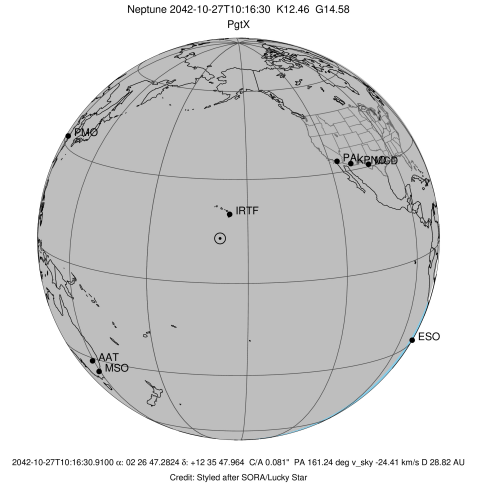 Neptune 2042-10-27T10:16:30 K12.46 G14.58
PgtX
PMO
PA
IRTF
ESO
AAT
MSO
2042-10-27T10:16:30.9100 α: 02 26 47.2824 δ: +12 35 47.964 C/A 0.081" PA 161.24 deg v_sky -24.41 km/s D 28.82 AU
Credit: Styled after SORA/Lucky Star